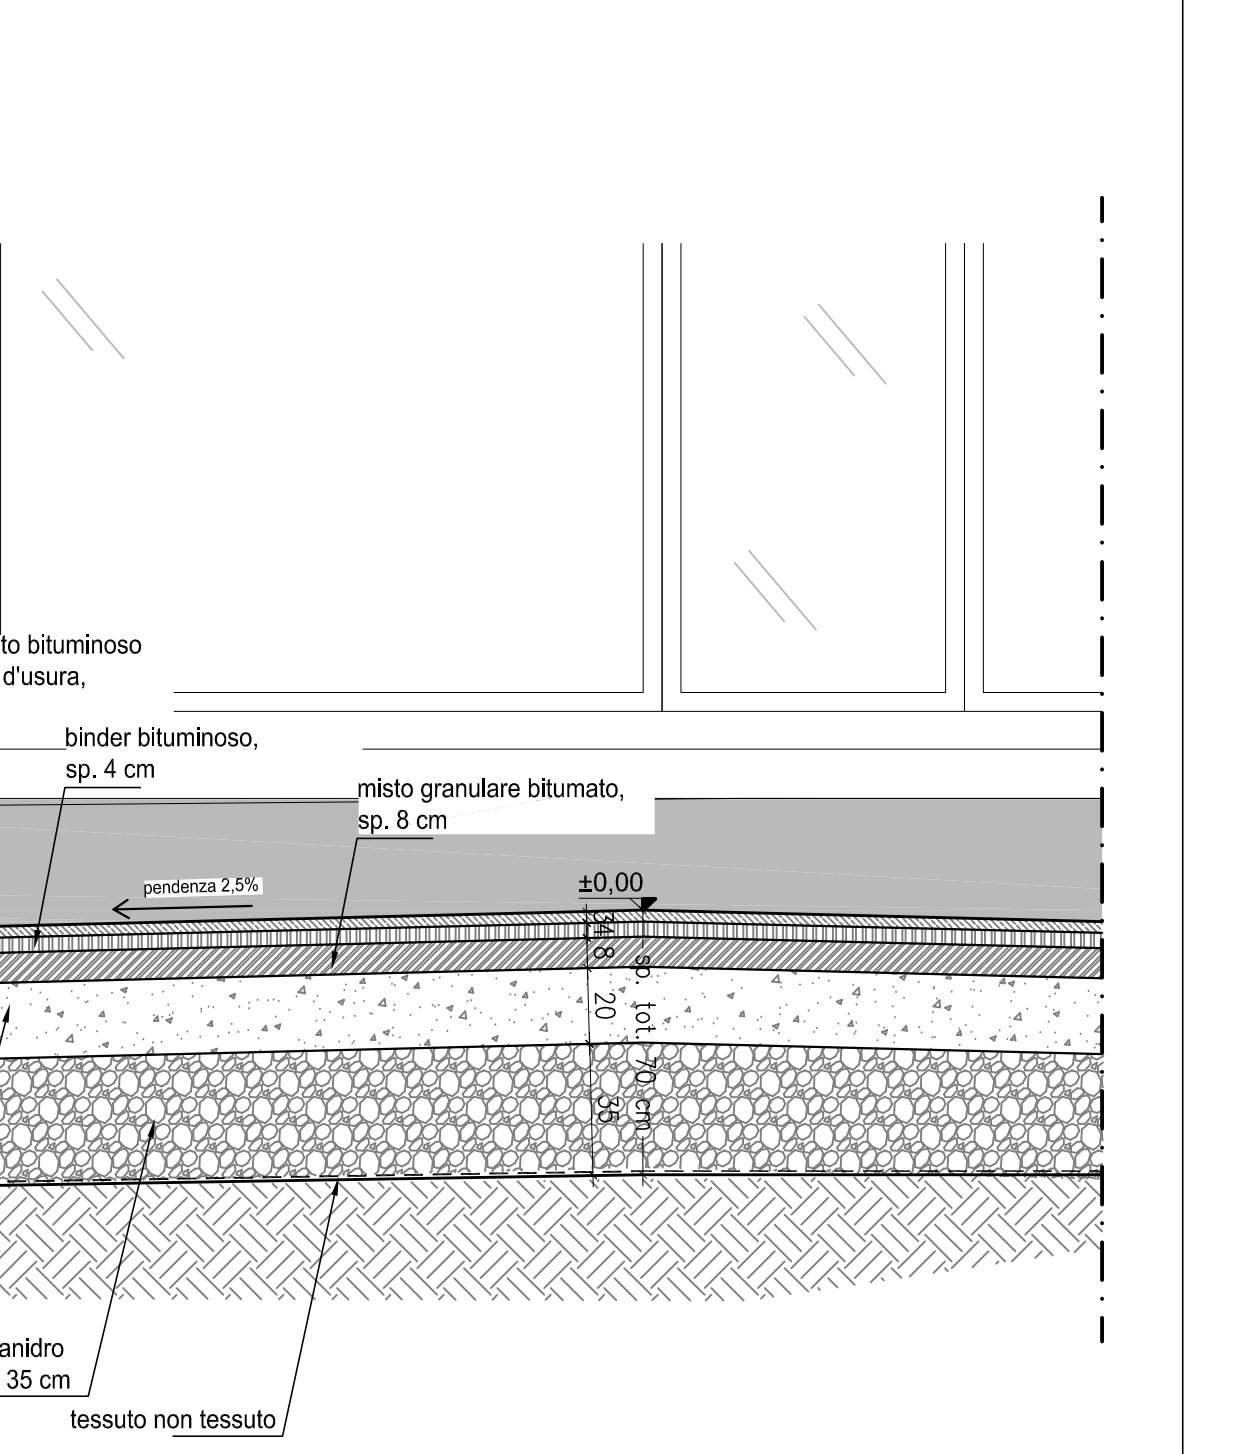 to bituminoso
d'usura,
binder bituminoso,
sp. 4 cm
misto granulare bitumato,
sp. 8 cm
pendenza 2,5%
±0,00
3
4
8
20
35
sp. tot. 70 cm
anidro
35 cm
tessuto non tessuto